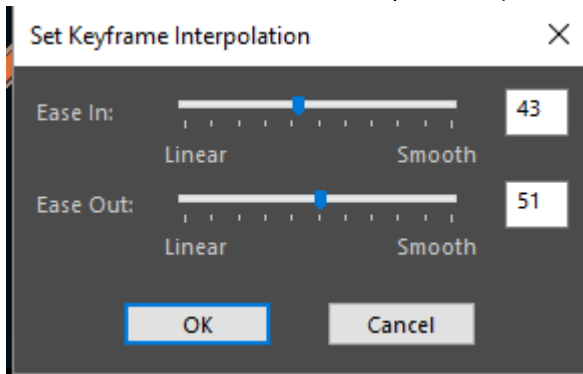 Set Keyframe Interpolation
Ease In:
43
Linear Smooth
Ease Out:
51
Linear Smooth
OK Cancel